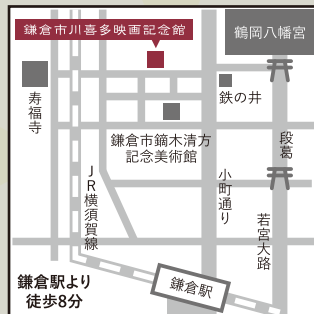 鎌倉市川喜多映画記念館
鶴岡八幡宮
寿福寺
鉄の井
鎌倉市鏑木清方
記念美術館
段葛
JR横須賀線
小町通り
若宮大路
鎌倉駅より
徒歩8分
鎌倉駅